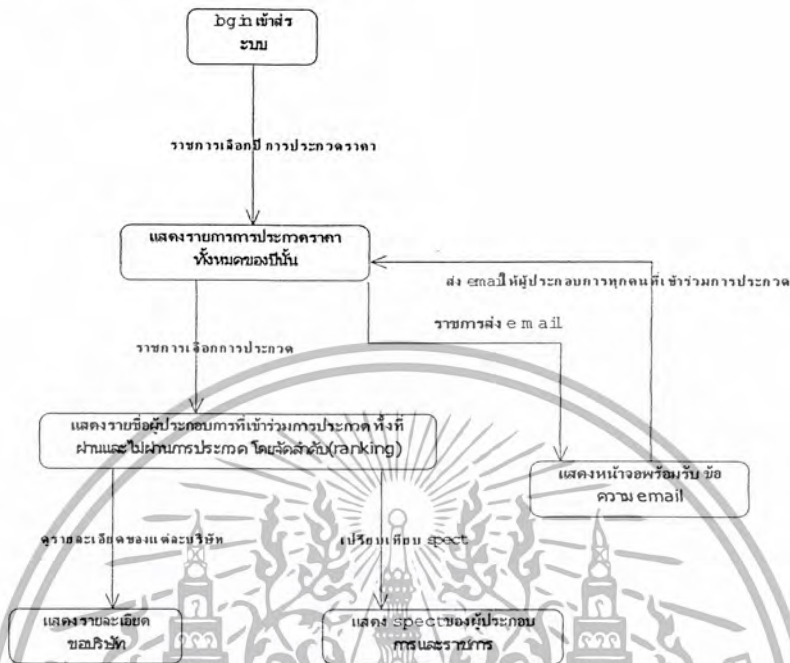 login เข้าสู่
ระบบ
ราชการเลือกปี การประกวดราคา
แสดงรายการการประกวดราคา
ทั้งหมดของปีนั้น
ส่ง emailให้ผู้ประกอบการทุกคนที่เข้าร่วมการประกวด
ราชการส่ง email
ราชการเลือกการประกวด
แสดงรายชื่อผู้ประกอบการที่เข้าร่วมการประกวด ทั้งที่
ผ่านและไม่ผ่านการประกวด โดยจัดลำดับ(ranking)
แสดงหน้าจอพร้อมรับ ข้อ
ความ email
ดูรายละเอียดของแต่ละบริษัท
เปรียบเทียบ spect
แสดงรายละเอียด
ของบริษัท
แสดง spectของผู้ประกอบ
การและราชการ